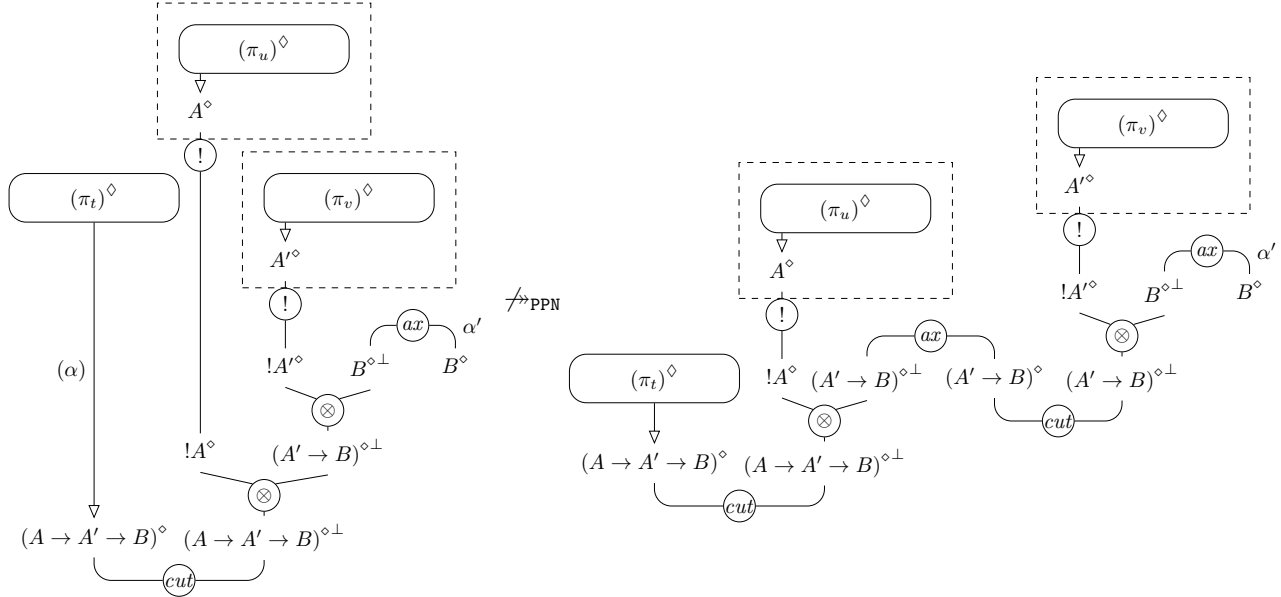 (π_u)^◊
A^⋄
!
(π_t)^◊
(π_v)^◊
A'^⋄
!
ax
α'
(α)
!A'^⋄
B^⋄⊥
B^⋄
⊗
!A^⋄
(A' → B)^⋄⊥
⊗
(A → A' → B)^⋄
(A → A' → B)^⋄⊥
cut
↠̸_PPN
(π_u)^◊
A^⋄
!
(π_v)^◊
A'^⋄
!
ax
α'
!A'^⋄
B^⋄⊥
B^⋄
⊗
(π_t)^◊
ax
!A^⋄
(A' → B)^⋄⊥
(A' → B)^⋄
(A' → B)^⋄⊥
⊗
cut
(A → A' → B)^⋄
(A → A' → B)^⋄⊥
cut